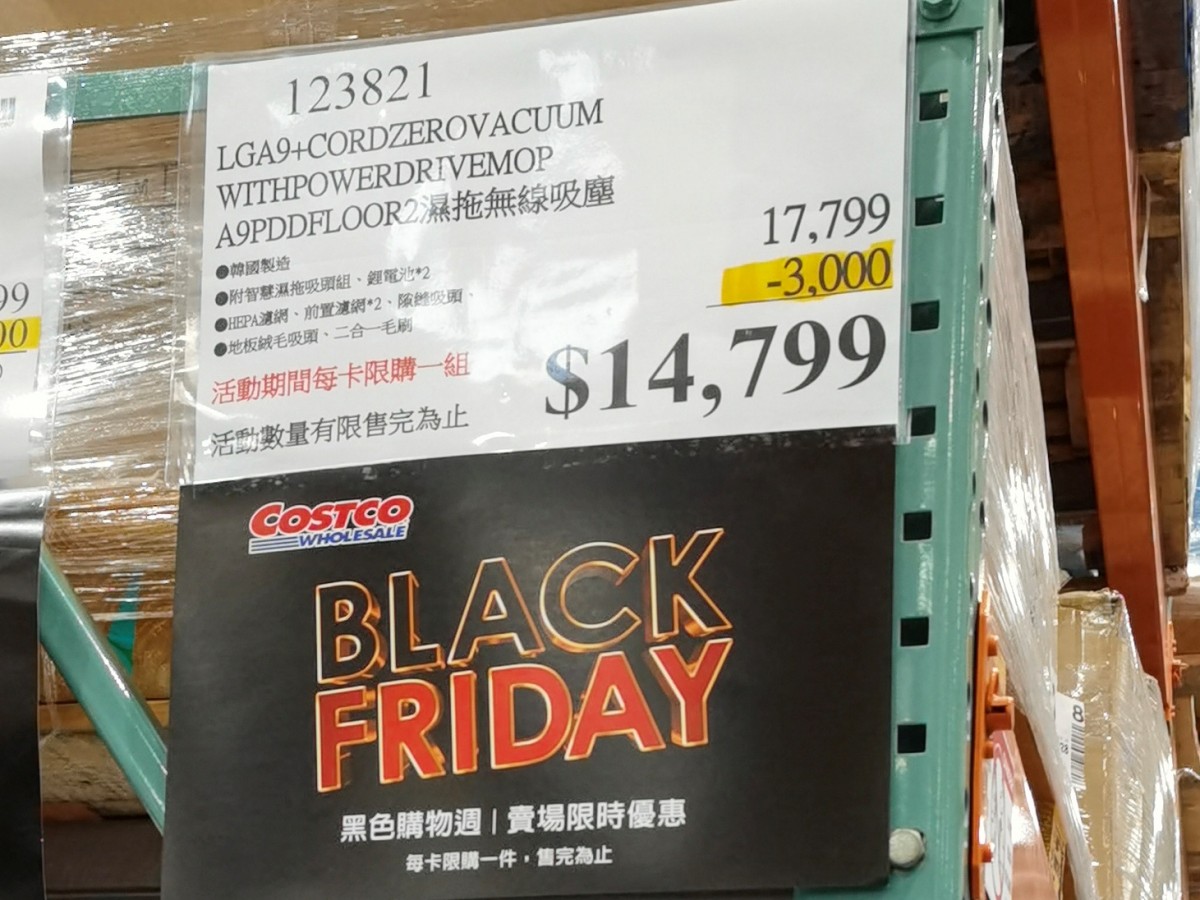 123821
LGA9+CORDZEROVACUUM
WITHPOWERDRIVEMOP
A9PDDFLOOR2濕拖無線吸塵
17,799
-3,000
$14,799
●韓國製造
●附智慧濕拖吸頭組、鋰電池*2
●HEPA濾網、前置濾網*2、隙縫吸頭、
●地板絨毛吸頭、二合一毛刷
活動期間每卡限購一組
活動數量有限售完為止
COSTCO
WHOLESALE
BLACK
FRIDAY
黑色購物週 | 賣場限時優惠
每卡限購一件，售完為止